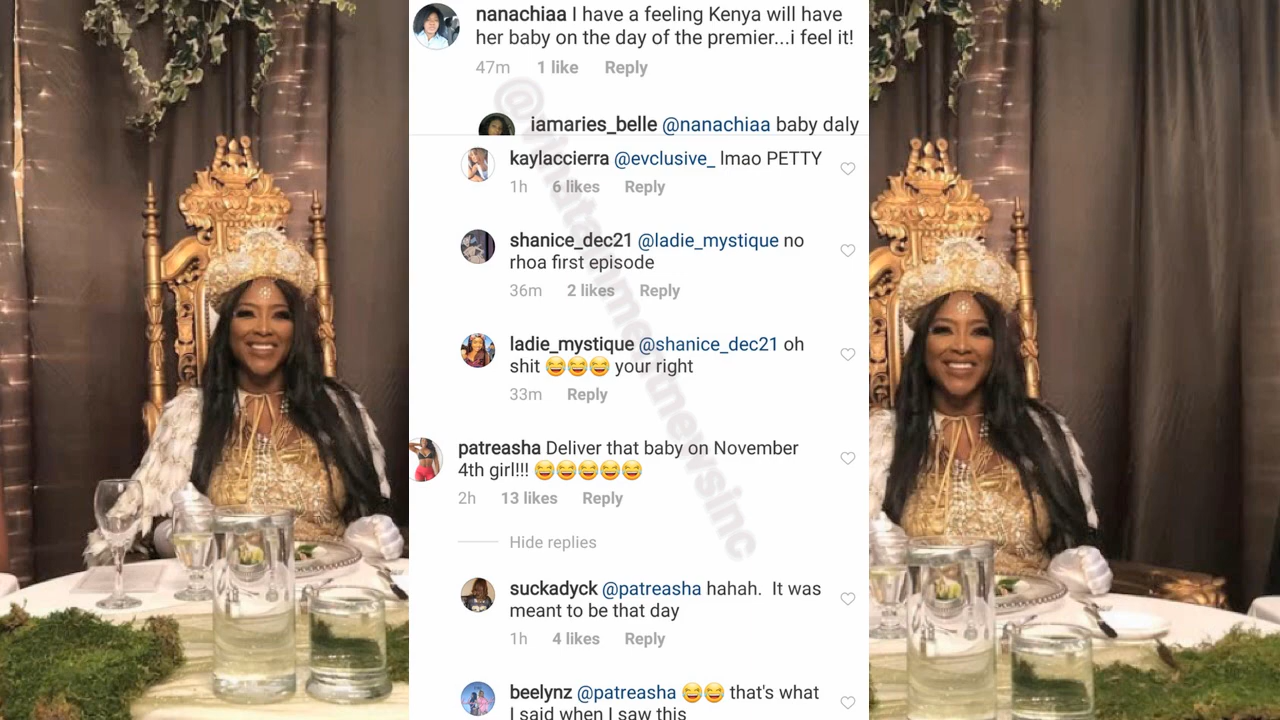 nanachiaa I have a feeling Kenya will have
her baby on the day of the premier...i feel it!
47m 1 like Reply
iamaries_belle @nanachiaa baby daly
kaylaccierra @evclusive_ lmao PETTY
1h 6 likes Reply
shanice_dec21 @ladie_mystique no
rhoa first episode
36m 2 likes Reply
ladie_mystique @shanice_dec21 oh
shit 😂😂😂 your right
33m Reply
patreasha Deliver that baby on November
4th girl!!! 😂😂😂😂😂
2h 13 likes Reply
Hide replies
suckadyck @patreasha hahah. It was
meant to be that day
1h 4 likes Reply
beelynz @patreasha 😂😂 that's what
I said when I saw this